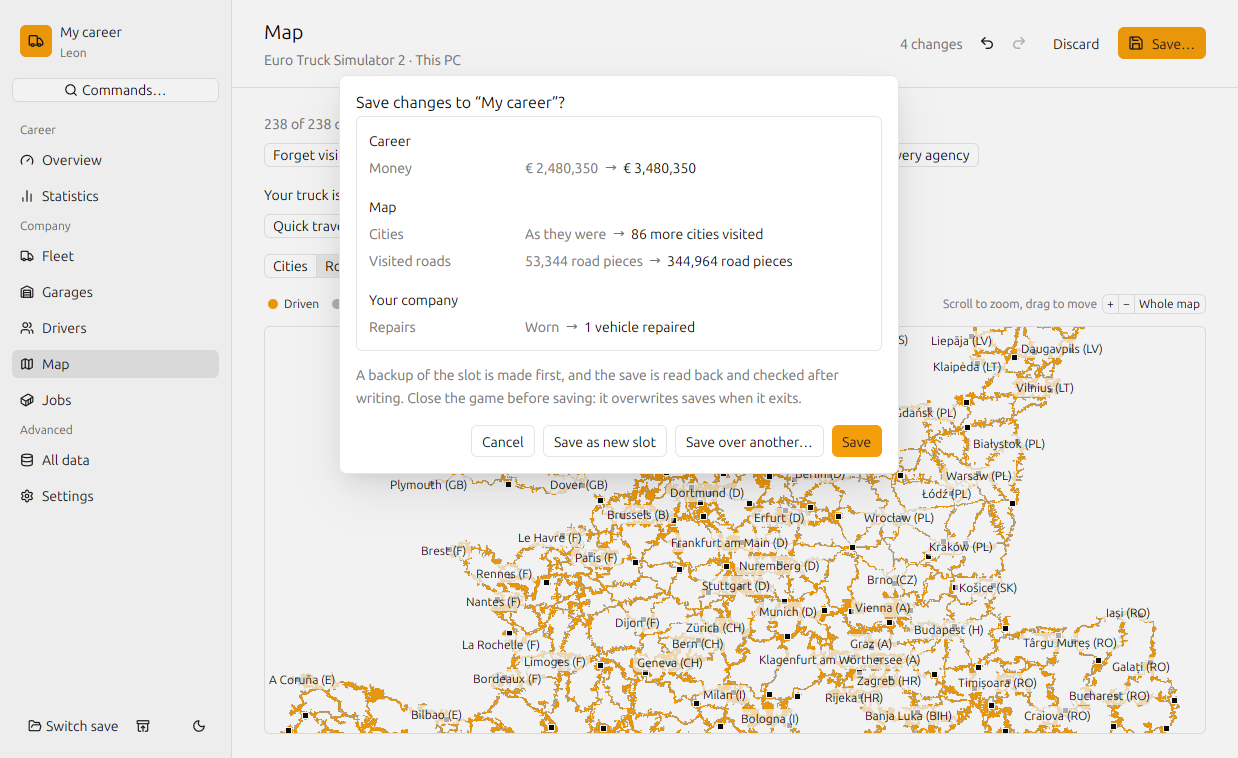 My career
Leon
Commands…
Career
Overview
Statistics
Company
Fleet
Garages
Drivers
Map
Jobs
Advanced
All data
Settings
Switch save
Map
Euro Truck Simulator 2 · This PC
4 changes
Discard
Save…
238 of 238
Forget
very agency
Your truck is
Quick
Cities
Driven
Scroll to zoom, drag to move
+ − Whole map
Save changes to “My career”?
Career
Money € 2,480,350 → € 3,480,350
Map
Cities As they were → 86 more cities visited
Visited roads 53,344 road pieces → 344,964 road pieces
Your company
Repairs Worn → 1 vehicle repaired
A backup of the slot is made first, and the save is read back and checked after
writing. Close the game before saving: it overwrites saves when it exits.
Cancel
Save as new slot
Save over another…
Save
Liepāja (LV)
Daugavpils (LV)
Klaipėda (LT)
Vilnius (LT)
Gdańsk (PL)
Białystok (PL)
Berlin (D)
Warsaw (PL)
Plymouth (GB)
Dover (GB)
Dortmund (D)
Łódź (PL)
Brussels (B)
Erfurt (D)
Wrocław (PL)
Le Havre (F)
Frankfurt am Main (D)
Kraków (PL)
Brest (F)
Paris (F)
Nuremberg (D)
Rennes (F)
Stuttgart (D)
Brno (CZ)
Košice (SK)
Nantes (F)
Munich (D)
Vienna (A)
Iași (RO)
Dijon (F)
Zürich (CH)
Budapest (H)
La Rochelle (F)
Bern (CH)
Graz (A)
Târgu Mureș (RO)
Limoges (F)
Geneva (CH)
Klagenfurt am Wörthersee (A)
Galați (RO)
A Coruña (E)
Bordeaux (F)
Zagreb (HR)
Timișoara (RO)
Milan (I)
Rijeka (HR)
Bucharest (RO)
Bilbao (E)
Bologna (I)
Banja Luka (BIH)
Craiova (RO)